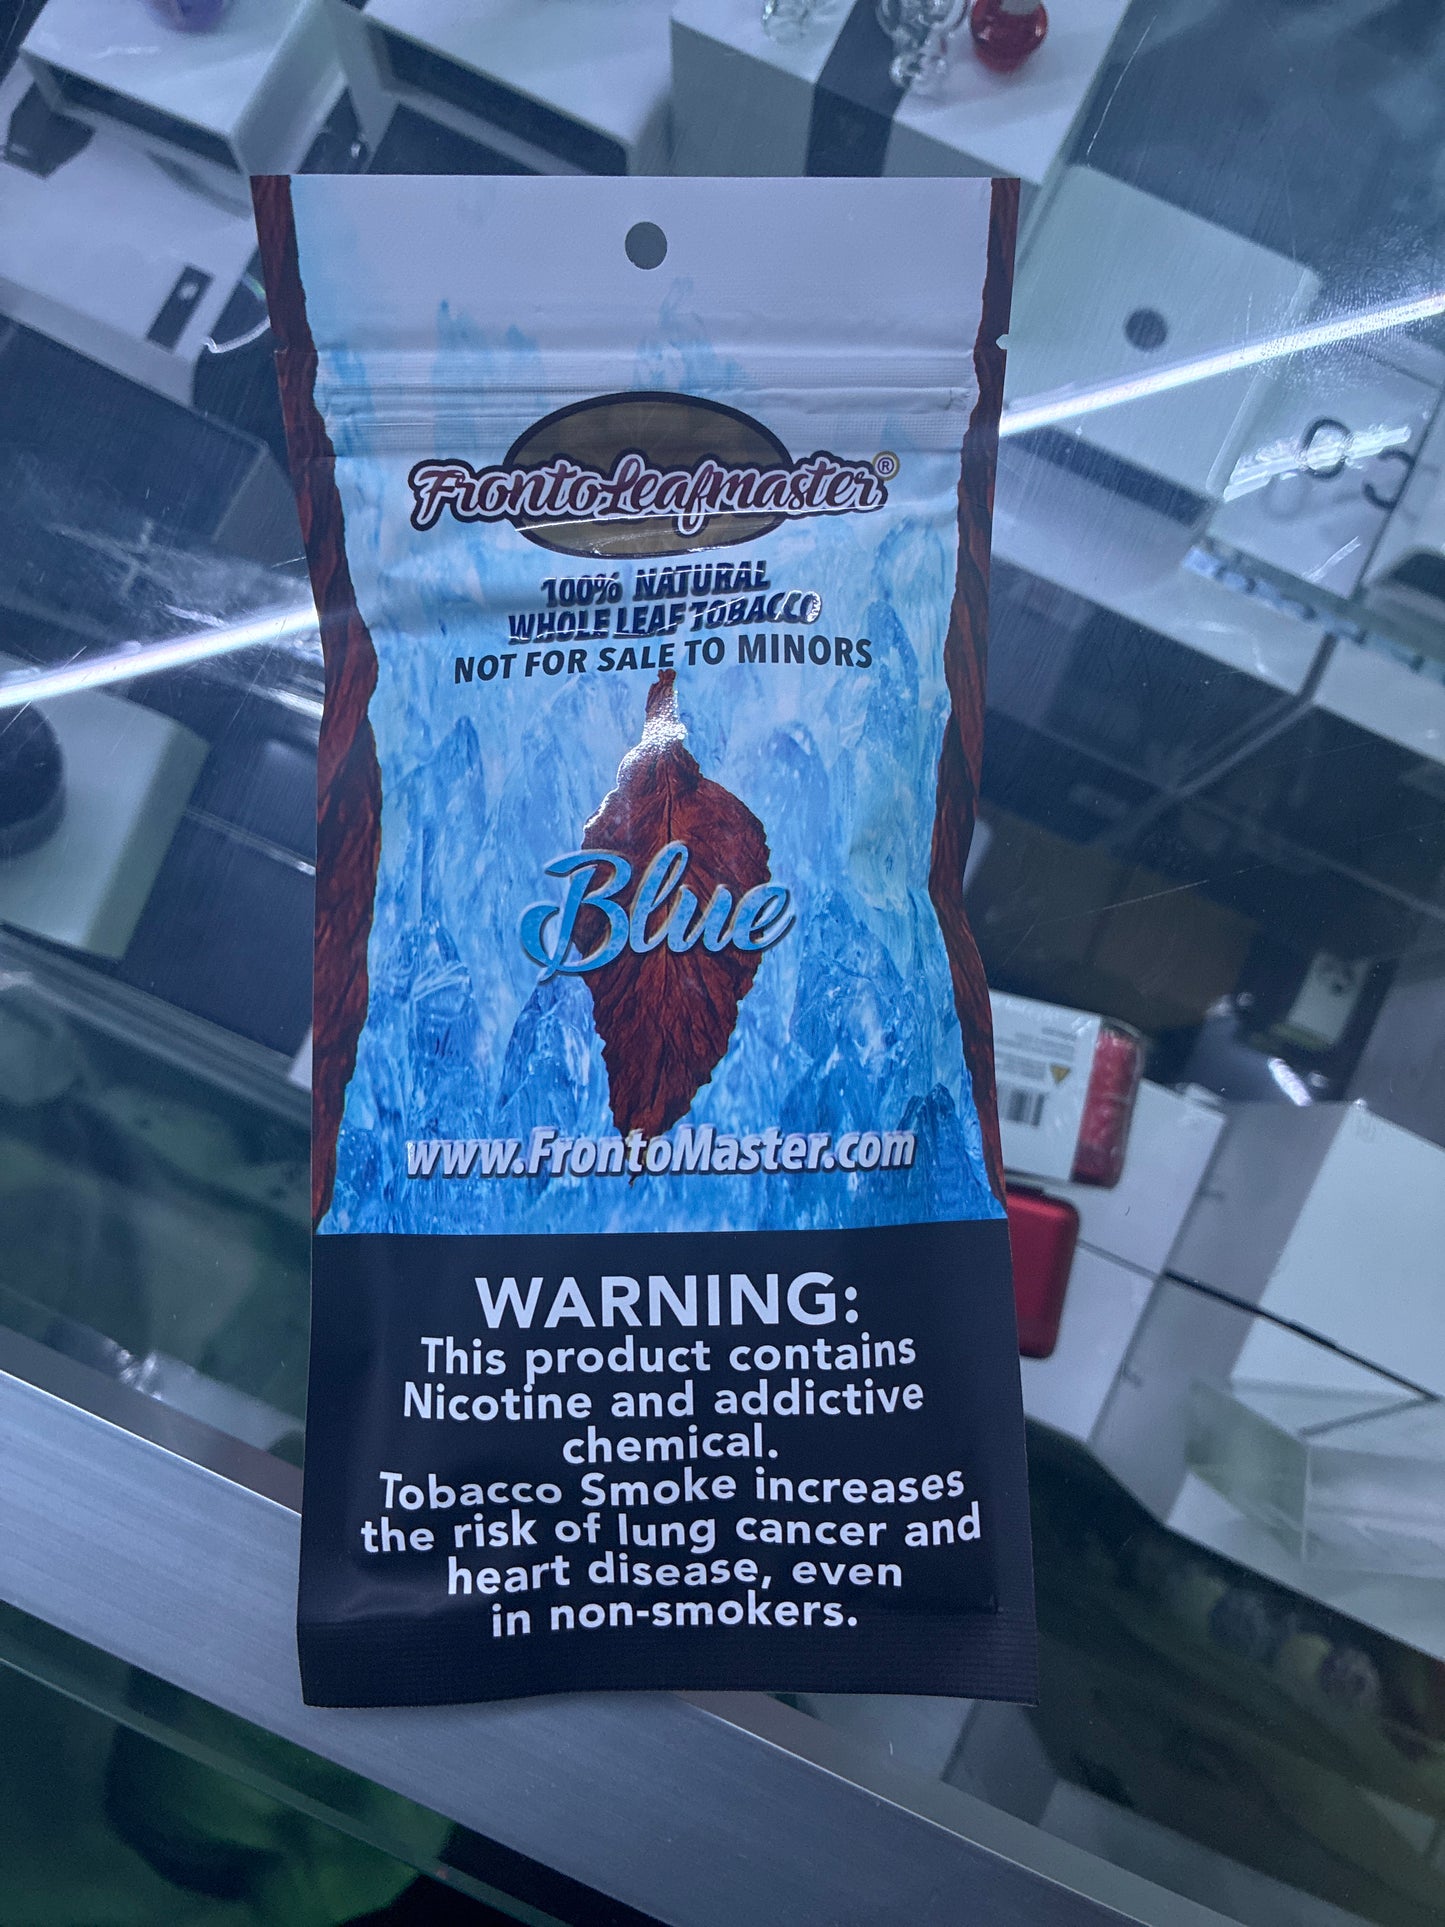 FrontoLeafmaster®
100% NATURAL
WHOLE LEAF TOBACCO
NOT FOR SALE TO MINORS
Blue
www.FrontoMaster.com
WARNING:
This product contains
Nicotine and addictive
chemical.
Tobacco Smoke increases
the risk of lung cancer and
heart disease, even
in non-smokers.